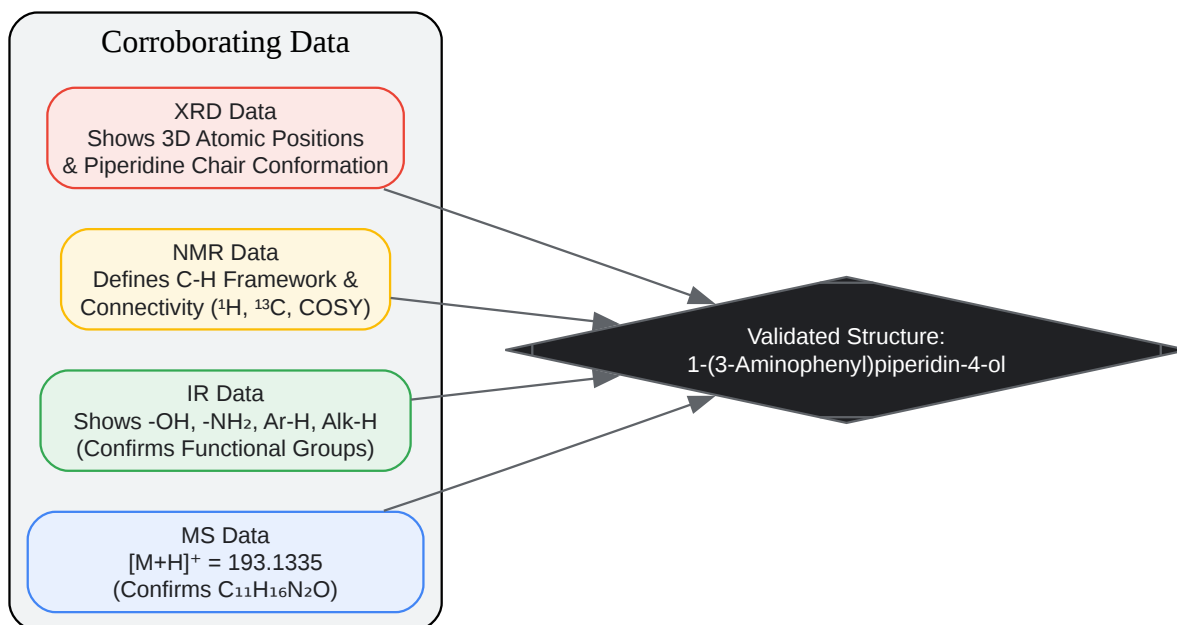 Corroborating Data
XRD Data
Shows 3D Atomic Positions
& Piperidine Chair Conformation
NMR Data
Defines C-H Framework &
Connectivity (¹H, ¹³C, COSY)
IR Data
Shows -OH, -NH₂, Ar-H, Alk-H
(Confirms Functional Groups)
MS Data
[M+H]⁺ = 193.1335
(Confirms C₁₁H₁₆N₂O)
Validated Structure:
1-(3-Aminophenyl)piperidin-4-ol